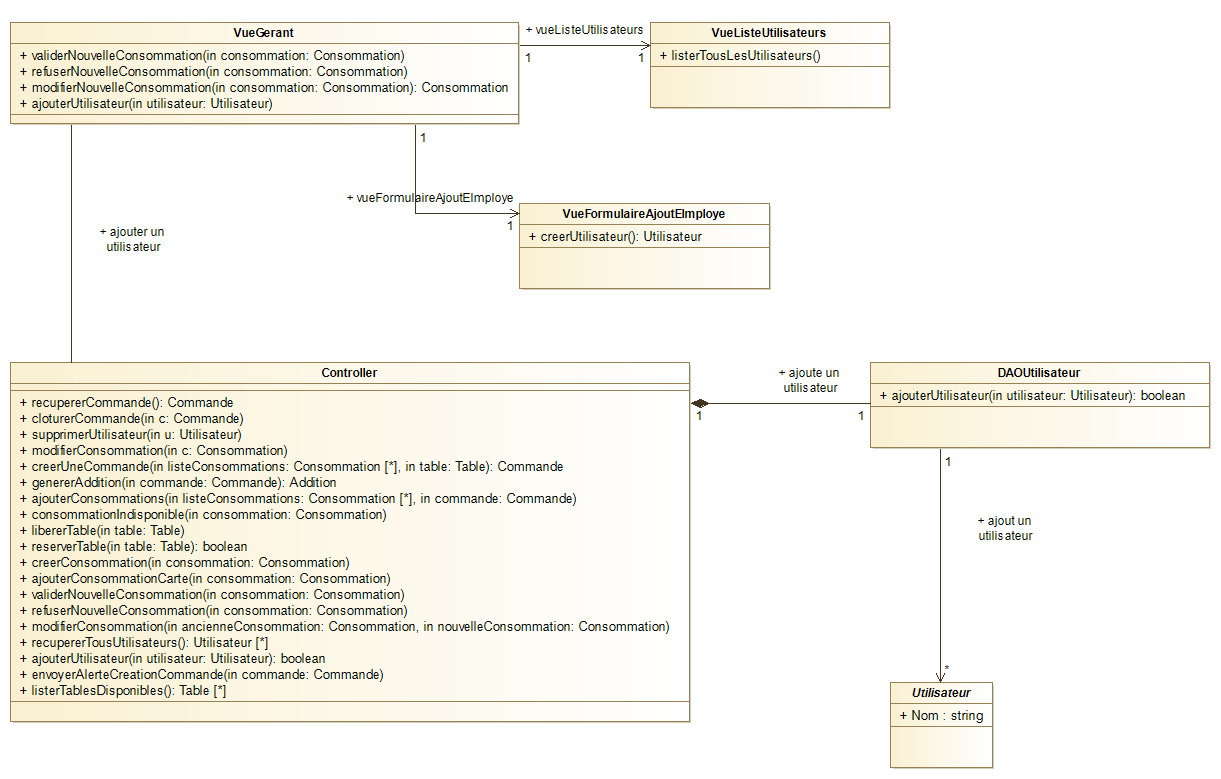 VueGerant
+ validerNouvelleConsommation(in consommation: Consommation)
+ refuserNouvelleConsommation(in consommation: Consommation)
+ modifierNouvelleConsommation(in consommation: Consommation): Consommation
+ ajouterUtilisateur(in utilisateur: Utilisateur)
+ vueListeUtilisateurs
1
1
VueListeUtilisateurs
+ listerTousLesUtilisateurs()
1
+ vueFormulaireAjoutEImploye
1
VueFormulaireAjoutEImploye
+ creerUtilisateur(): Utilisateur
+ ajouter un
utilisateur
Controller
+ recupererCommande(): Commande
+ cloturerCommande(in c: Commande)
+ supprimerUtilisateur(in u: Utilisateur)
+ modifierConsommation(in c: Consommation)
+ creerUneCommande(in listeConsommations: Consommation [*], in table: Table): Commande
+ genererAddition(in commande: Commande): Addition
+ ajouterConsommations(in listeConsommations: Consommation [*], in commande: Commande)
+ consommationIndisponible(in consommation: Consommation)
+ libererTable(in table: Table)
+ reserverTable(in table: Table): boolean
+ creerConsommation(in consommation: Consommation)
+ ajouterConsommationCarte(in consommation: Consommation)
+ validerNouvelleConsommation(in consommation: Consommation)
+ refuserNouvelleConsommation(in consommation: Consommation)
+ modifierConsommation(in ancienneConsommation: Consommation, in nouvelleConsommation: Consommation)
+ recupererTousUtilisateurs(): Utilisateur [*]
+ ajouterUtilisateur(in utilisateur: Utilisateur): boolean
+ envoyerAlerteCreationCommande(in commande: Commande)
+ listerTablesDisponibles(): Table [*]
+ ajoute un
utilisateur
1
1
DAOUtilisateur
+ ajouterUtilisateur(in utilisateur: Utilisateur): boolean
1
+ ajout un
utilisateur
*
Utilisateur
+ Nom : string